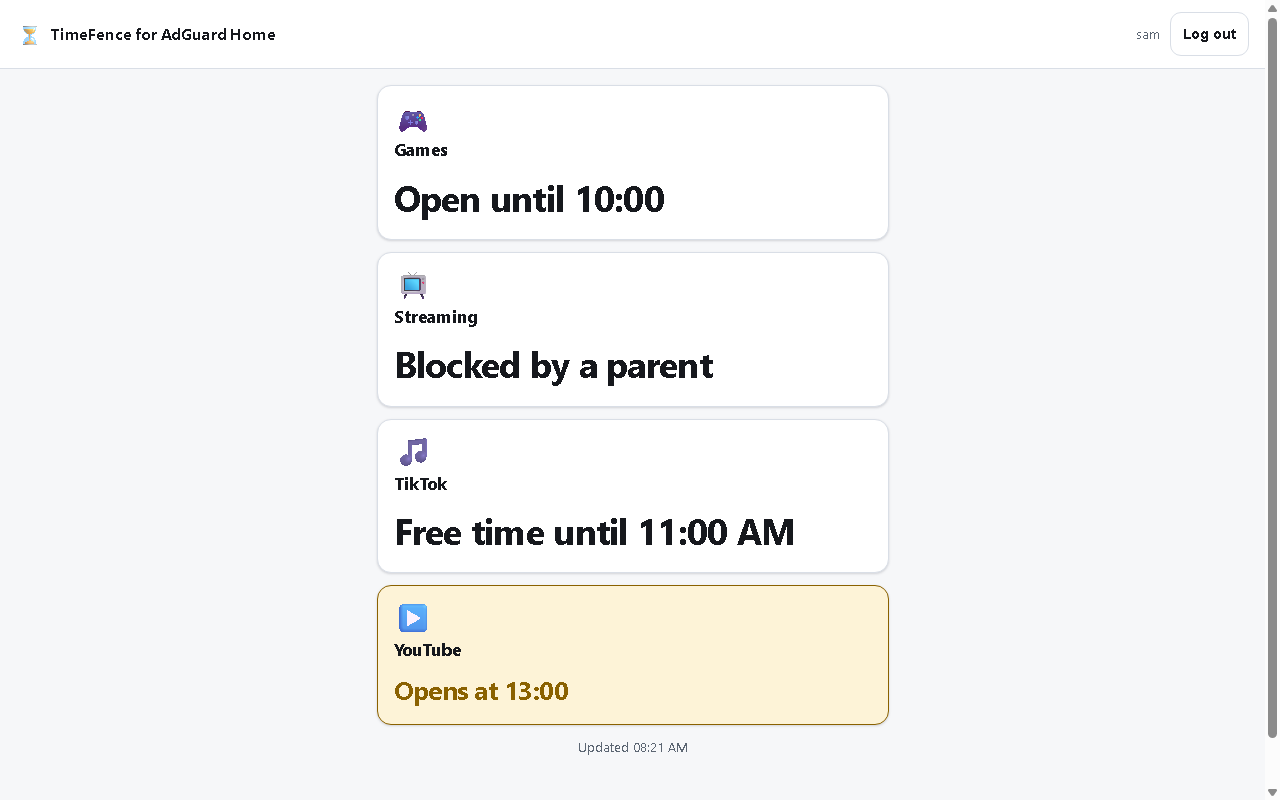 TimeFence for AdGuard Home
sam
Log out
Games
Open until 10:00
Streaming
Blocked by a parent
TikTok
Free time until 11:00 AM
YouTube
Opens at 13:00
Updated 08:21 AM